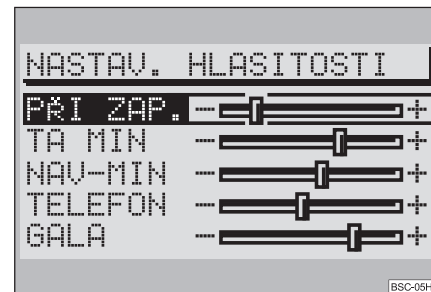 NASTAV. HLASITOSTI
PŘI ZAP. – +
TA MIN – +
NAV-MIN – +
TELEFON – +
GALA – +
BSC-05H